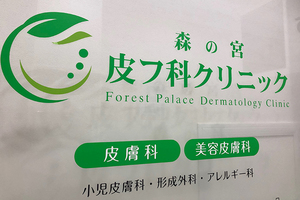 森の宮
皮フ科クリニック
Forest Palace Dermatology Clinic
皮膚科 美容皮膚科
小児皮膚科・形成外科・アレルギー科